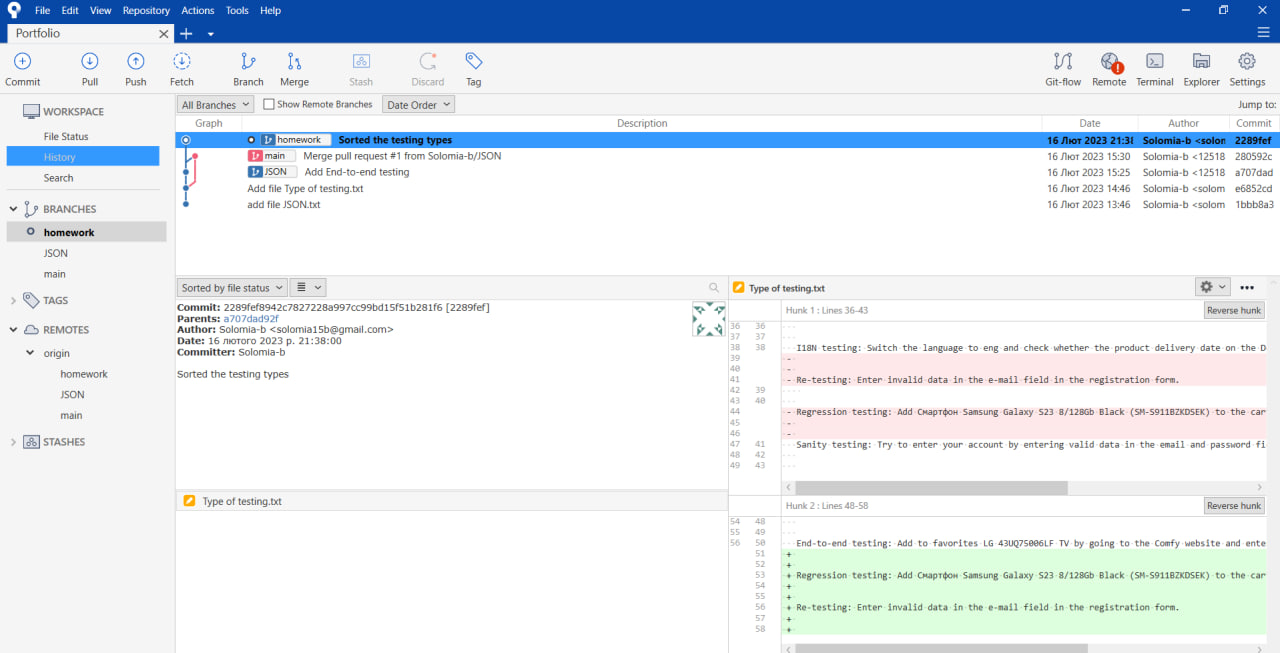 File Edit View Repository Actions Tools Help
Portfolio
Commit Pull Push Fetch Branch Merge Stash Discard Tag Git-flow Remote Terminal Explorer Settings
All Branches Show Remote Branches Date Order Jump to:
Graph Description Date Author Commit
homework Sorted the testing types 16 Лют 2023 21:38 Solomia-b <solon 2289fef
main Merge pull request #1 from Solomia-b/JSON 16 Лют 2023 15:30 Solomia-b <12518 280592c
JSON Add End-to-end testing 16 Лют 2023 15:25 Solomia-b <12518 a707dad
Add file Type of testing.txt 16 Лют 2023 14:46 Solomia-b <solom e6852cd
add file JSON.txt 16 Лют 2023 13:46 Solomia-b <solom 1bbb8a3
WORKSPACE
File Status
History
Search
BRANCHES
homework
JSON
main
TAGS
REMOTES
origin
homework
JSON
main
STASHES
Sorted by file status
Commit: 2289fef8942c7827228a997cc99bd15f51b281f6 [2289fef]
Parents: a707dad92f
Author: Solomia-b <solomia15b@gmail.com>
Date: 16 лютого 2023 р. 21:38:00
Committer: Solomia-b
Sorted the testing types
Type of testing.txt
Type of testing.txt
Hunk 1 : Lines 36-43 Reverse hunk
36 36
37 37
38 38 I18N testing: Switch the language to eng and check whether the product delivery date on the D
39 -
40 -
41 - Re-testing: Enter invalid data in the e-mail field in the registration form.
42 39
43 40
44 - Regression testing: Add Смартфон Samsung Galaxy S23 8/128Gb Black (SM-S911BZKDSEK) to the car
45 -
46 -
47 41 Sanity testing: Try to enter your account by entering valid data in the email and password fi
48 42
49 43
Hunk 2 : Lines 48-58 Reverse hunk
54 48
55 49
56 50 End-to-end testing: Add to favorites LG 43UQ75006LF TV by going to the Comfy website and ente
51 +
52 +
53 + Regression testing: Add Смартфон Samsung Galaxy S23 8/128Gb Black (SM-S911BZKDSEK) to the car
54 +
55 +
56 + Re-testing: Enter invalid data in the e-mail field in the registration form.
57 +
58 +